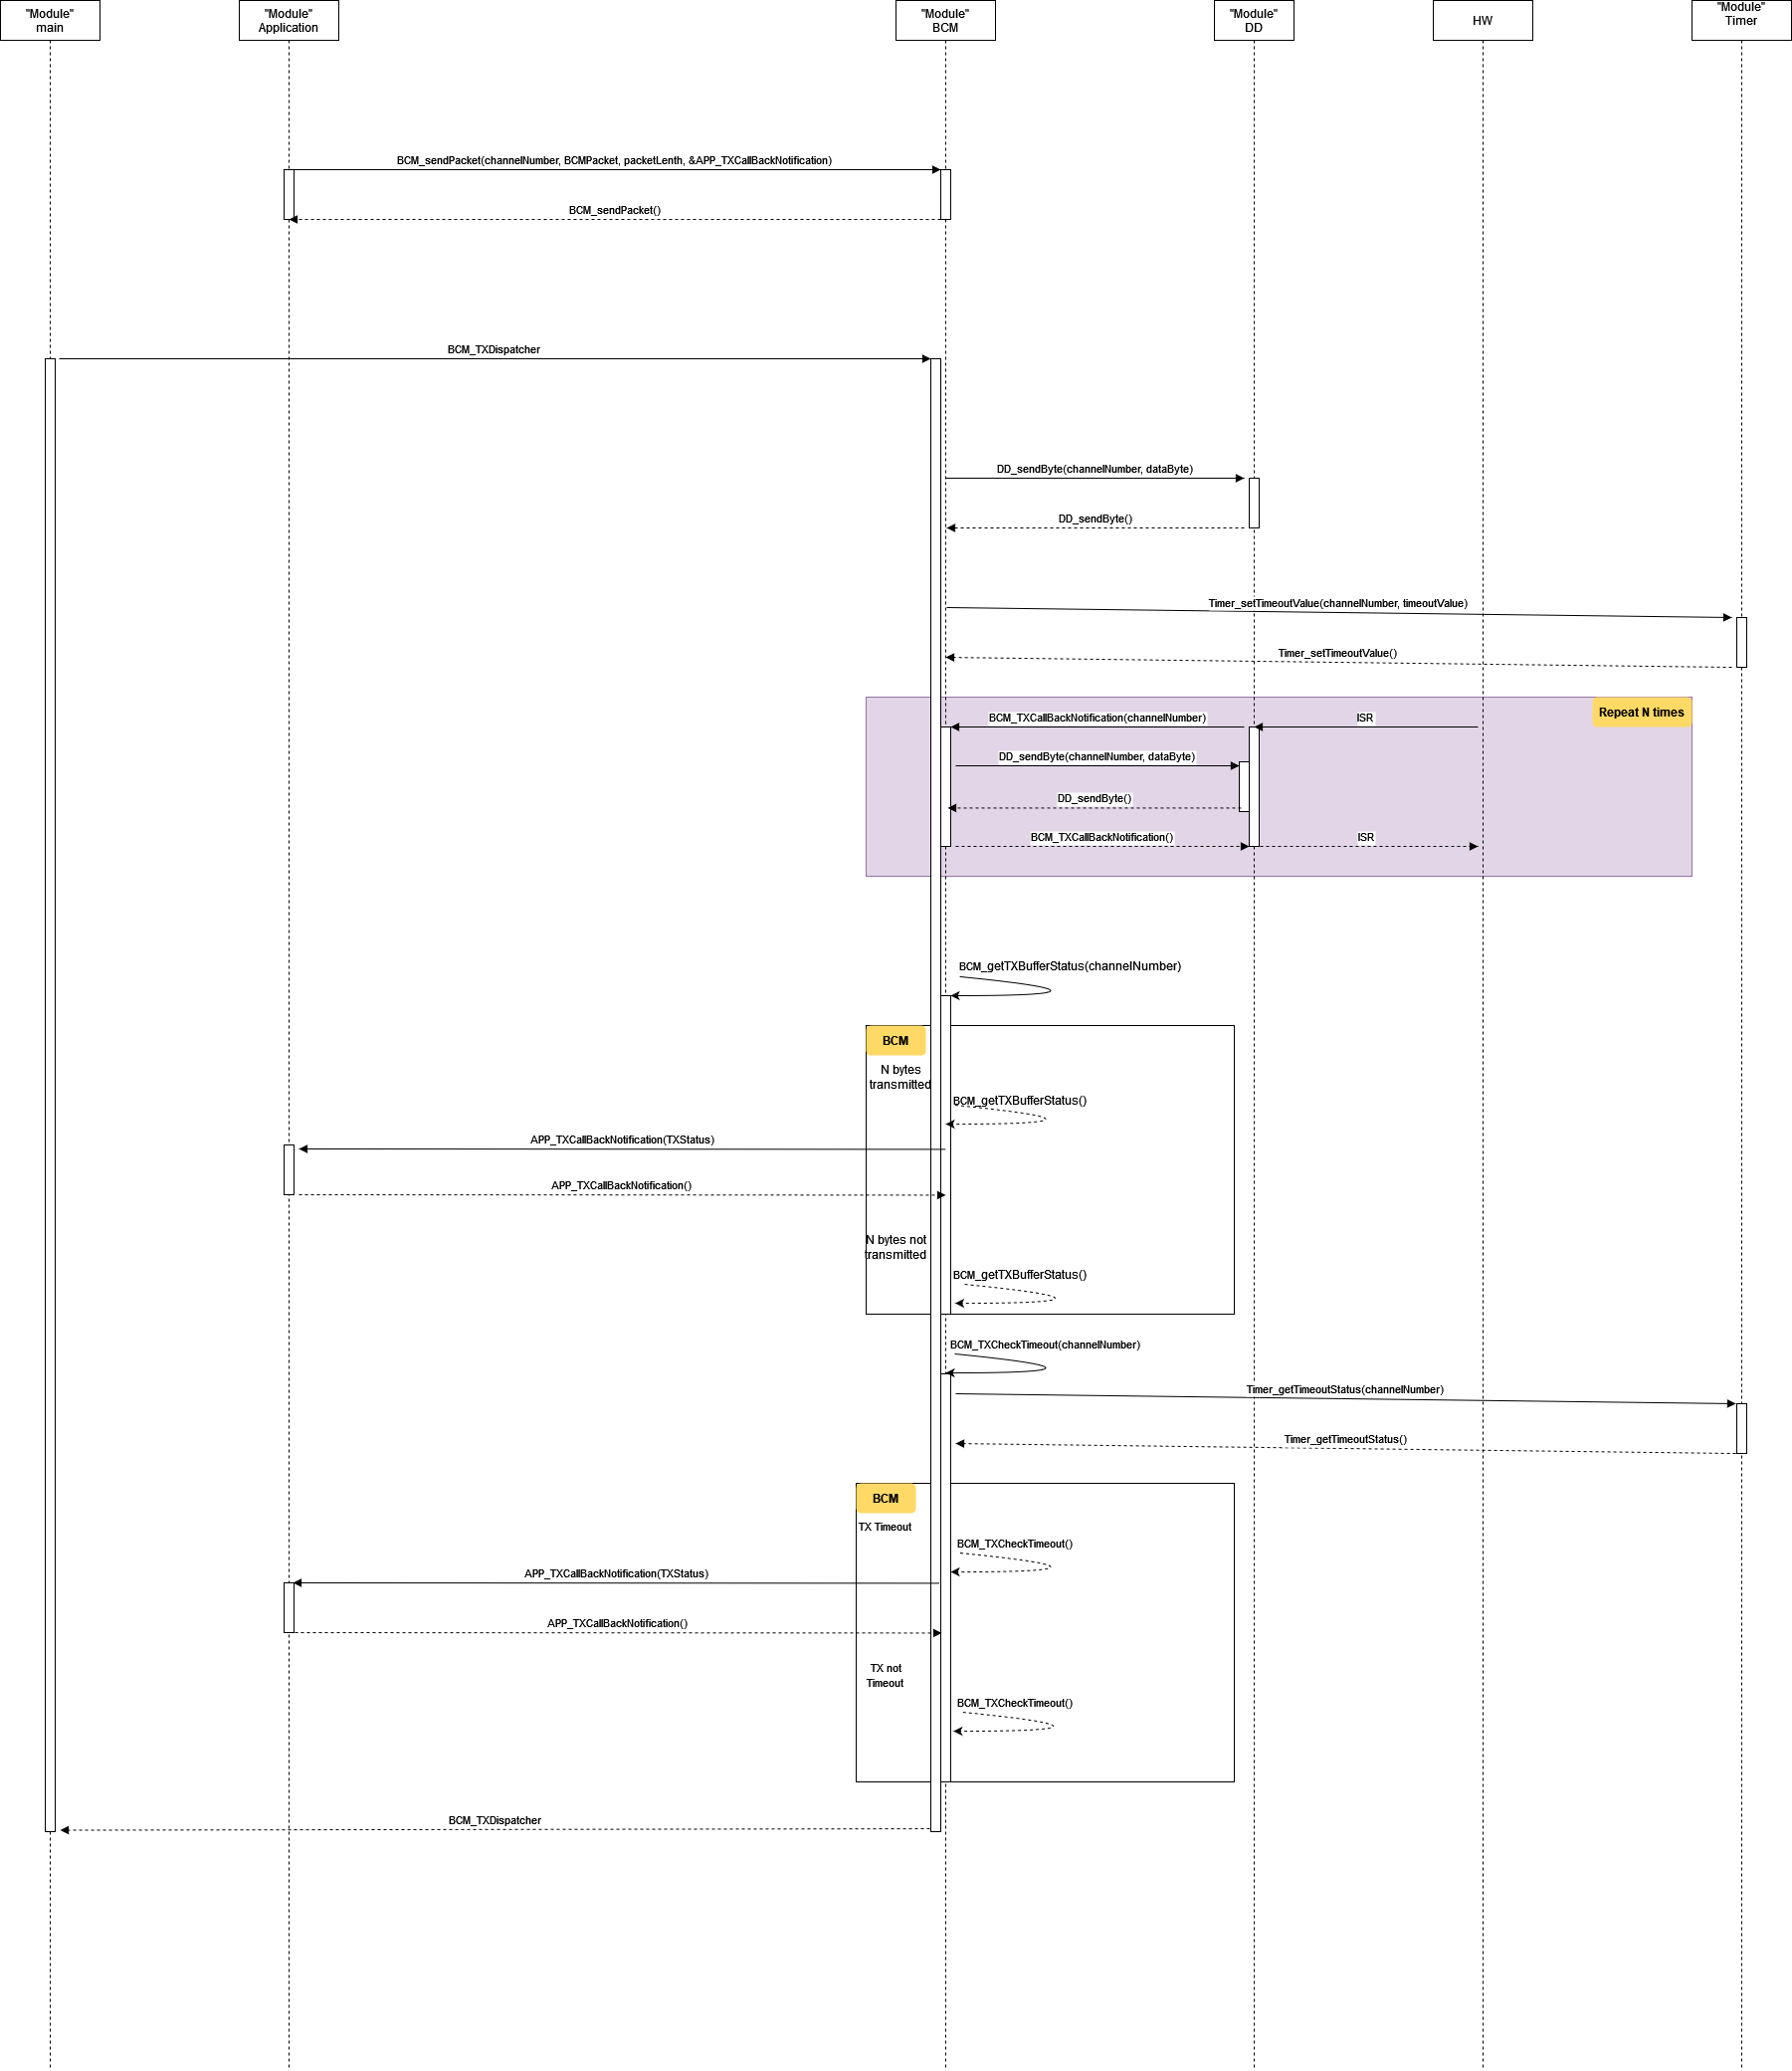 "Module"
main
"Module"
Application
"Module"
BCM
"Module"
DD
HW
"Module"
Timer
BCM_sendPacket(channelNumber, BCMPacket, packetLenth, &APP_TXCallBackNotification)
BCM_sendPacket()
BCM_TXDispatcher
DD_sendByte(channelNumber, dataByte)
DD_sendByte()
Timer_setTimeoutValue(channelNumber, timeoutValue)
Timer_setTimeoutValue()
Repeat N times
BCM_TXCallBackNotification(channelNumber)
ISR
DD_sendByte(channelNumber, dataByte)
DD_sendByte()
BCM_TXCallBackNotification()
ISR
BCM_getTXBufferStatus(channelNumber)
BCM
N bytes
transmitted
BCM_getTXBufferStatus()
APP_TXCallBackNotification(TXStatus)
APP_TXCallBackNotification()
N bytes not
transmitted
BCM_getTXBufferStatus()
BCM_TXCheckTimeout(channelNumber)
Timer_getTimeoutStatus(channelNumber)
Timer_getTimeoutStatus()
BCM
TX Timeout
BCM_TXCheckTimeout()
APP_TXCallBackNotification(TXStatus)
APP_TXCallBackNotification()
TX not
Timeout
BCM_TXCheckTimeout()
BCM_TXDispatcher